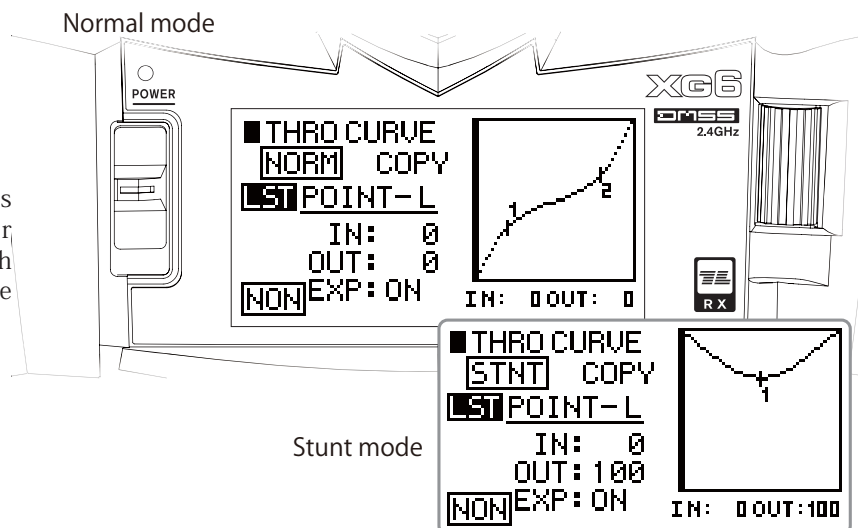 Normal mode
POWER
XG6
DMSS
2.4GHz
THRO CURVE
NORM COPY
LST POINT-L
IN: 0
OUT: 0
NON EXP: ON
1
2
IN: 0 OUT: 0
RX
s
r
h
e
Stunt mode
THRO CURVE
STNT COPY
LST POINT-L
IN: 0
OUT: 100
NON EXP: ON
1
IN: 0 OUT:100